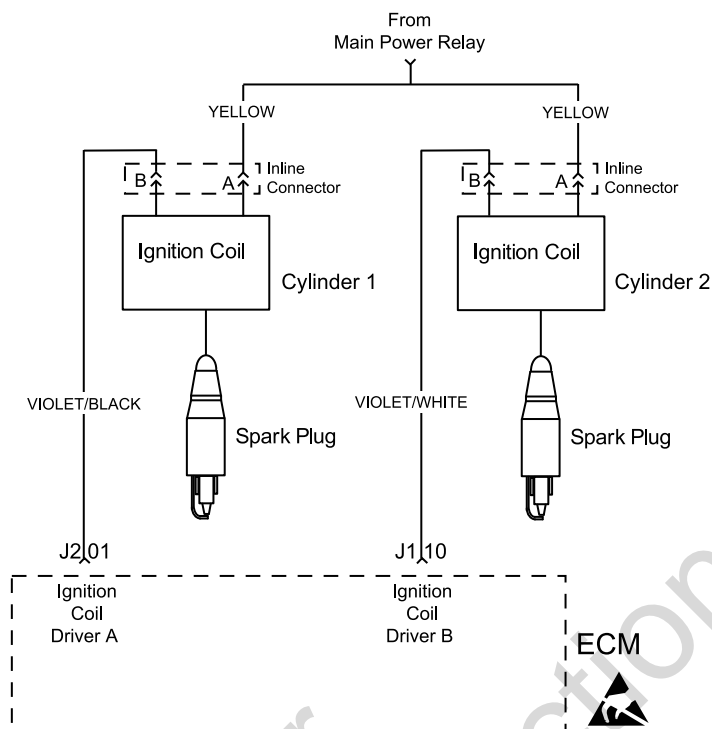 From
Main Power Relay
YELLOW
YELLOW
B
A
Inline
Connector
B
A
Inline
Connector
Ignition Coil
Cylinder 1
Ignition Coil
Cylinder 2
VIOLET/BLACK
VIOLET/WHITE
Spark Plug
Spark Plug
J2 01
J1 10
Ignition
Coil
Driver A
Ignition
Coil
Driver B
ECM